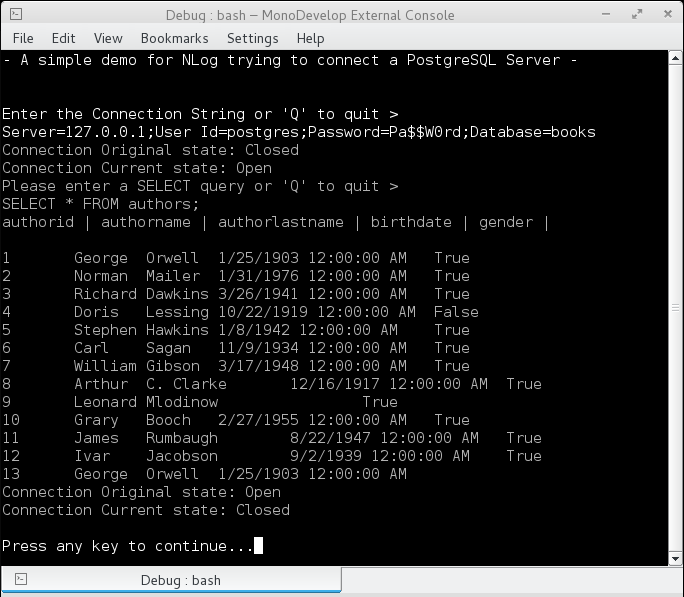 Debug : bash – MonoDevelop External Console
File Edit View Bookmarks Settings Help
- A simple demo for NLog trying to connect a PostgreSQL Server -
Enter the Connection String or 'Q' to quit >
Server=127.0.0.1;User Id=postgres;Password=Pa$$W0rd;Database=books
Connection Original state: Closed
Connection Current state: Open
Please enter a SELECT query or 'Q' to quit >
SELECT * FROM authors;
authorid | authorname | authorlastname | birthdate | gender |
1 George Orwell 1/25/1903 12:00:00 AM True
2 Norman Mailer 1/31/1976 12:00:00 AM True
3 Richard Dawkins 3/26/1941 12:00:00 AM True
4 Doris Lessing 10/22/1919 12:00:00 AM False
5 Stephen Hawkins 1/8/1942 12:00:00 AM True
6 Carl Sagan 11/9/1934 12:00:00 AM True
7 William Gibson 3/17/1948 12:00:00 AM True
8 Arthur C. Clarke 12/16/1917 12:00:00 AM True
9 Leonard Mlodinow True
10 Grary Booch 2/27/1955 12:00:00 AM True
11 James Rumbaugh 8/22/1947 12:00:00 AM True
12 Ivar Jacobson 9/2/1939 12:00:00 AM True
13 George Orwell 1/25/1903 12:00:00 AM
Connection Original state: Open
Connection Current state: Closed
Press any key to continue...
Debug : bash